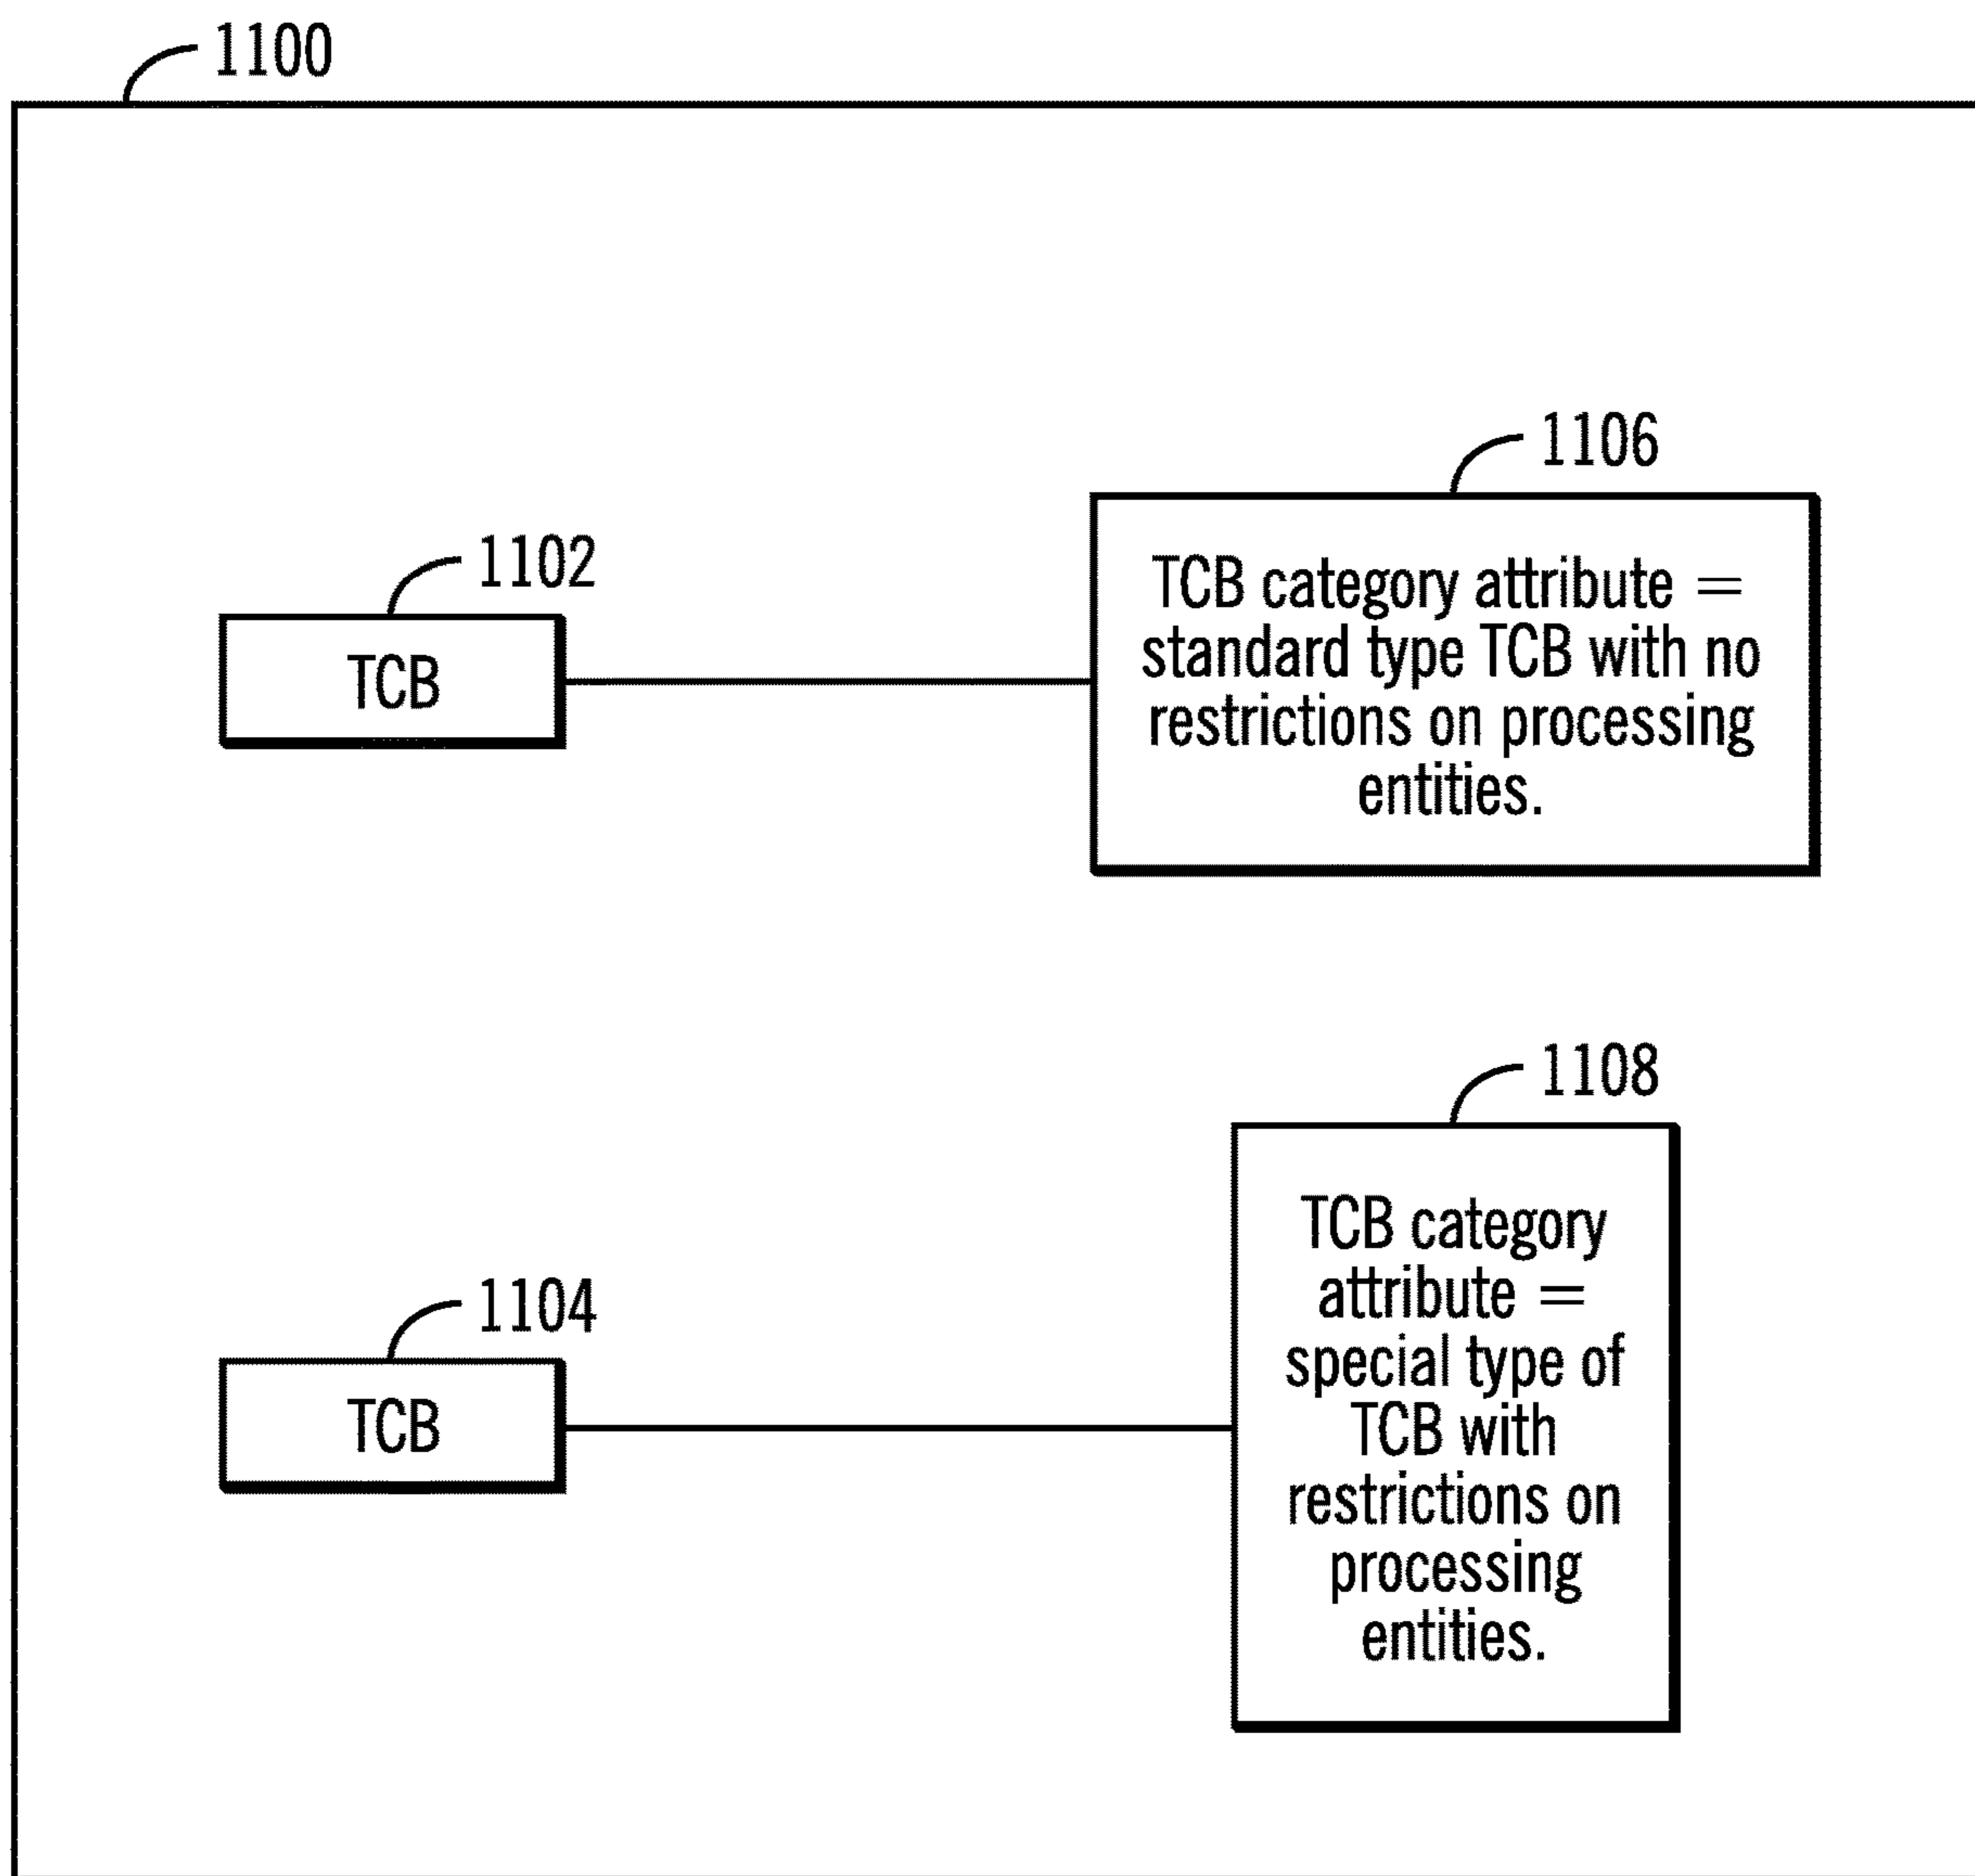 1100
1106
TCB category attribute =
standard type TCB with no
restrictions on processing
entities.
1102
TCB
1108
TCB category
attribute =
special type of
TCB with
restrictions on
processing
entities.
1104
TCB